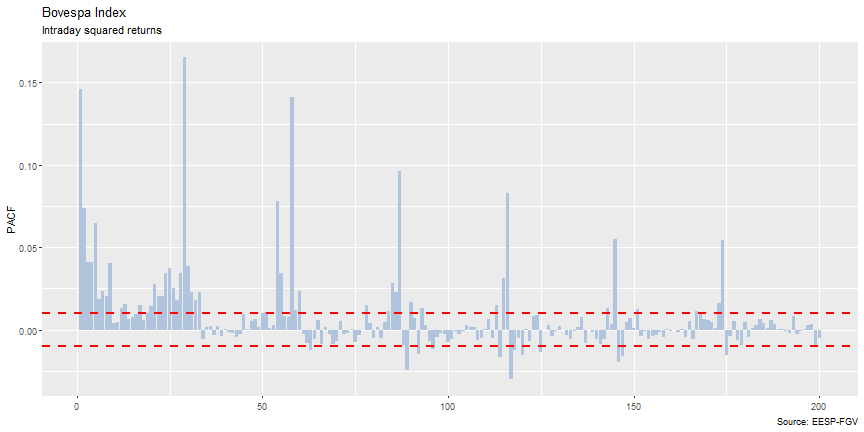 Bovespa Index
Intraday squared returns
PACF
0.15
0.10
0.05
0.00
0 50 100 150 200
Source: EESP-FGV